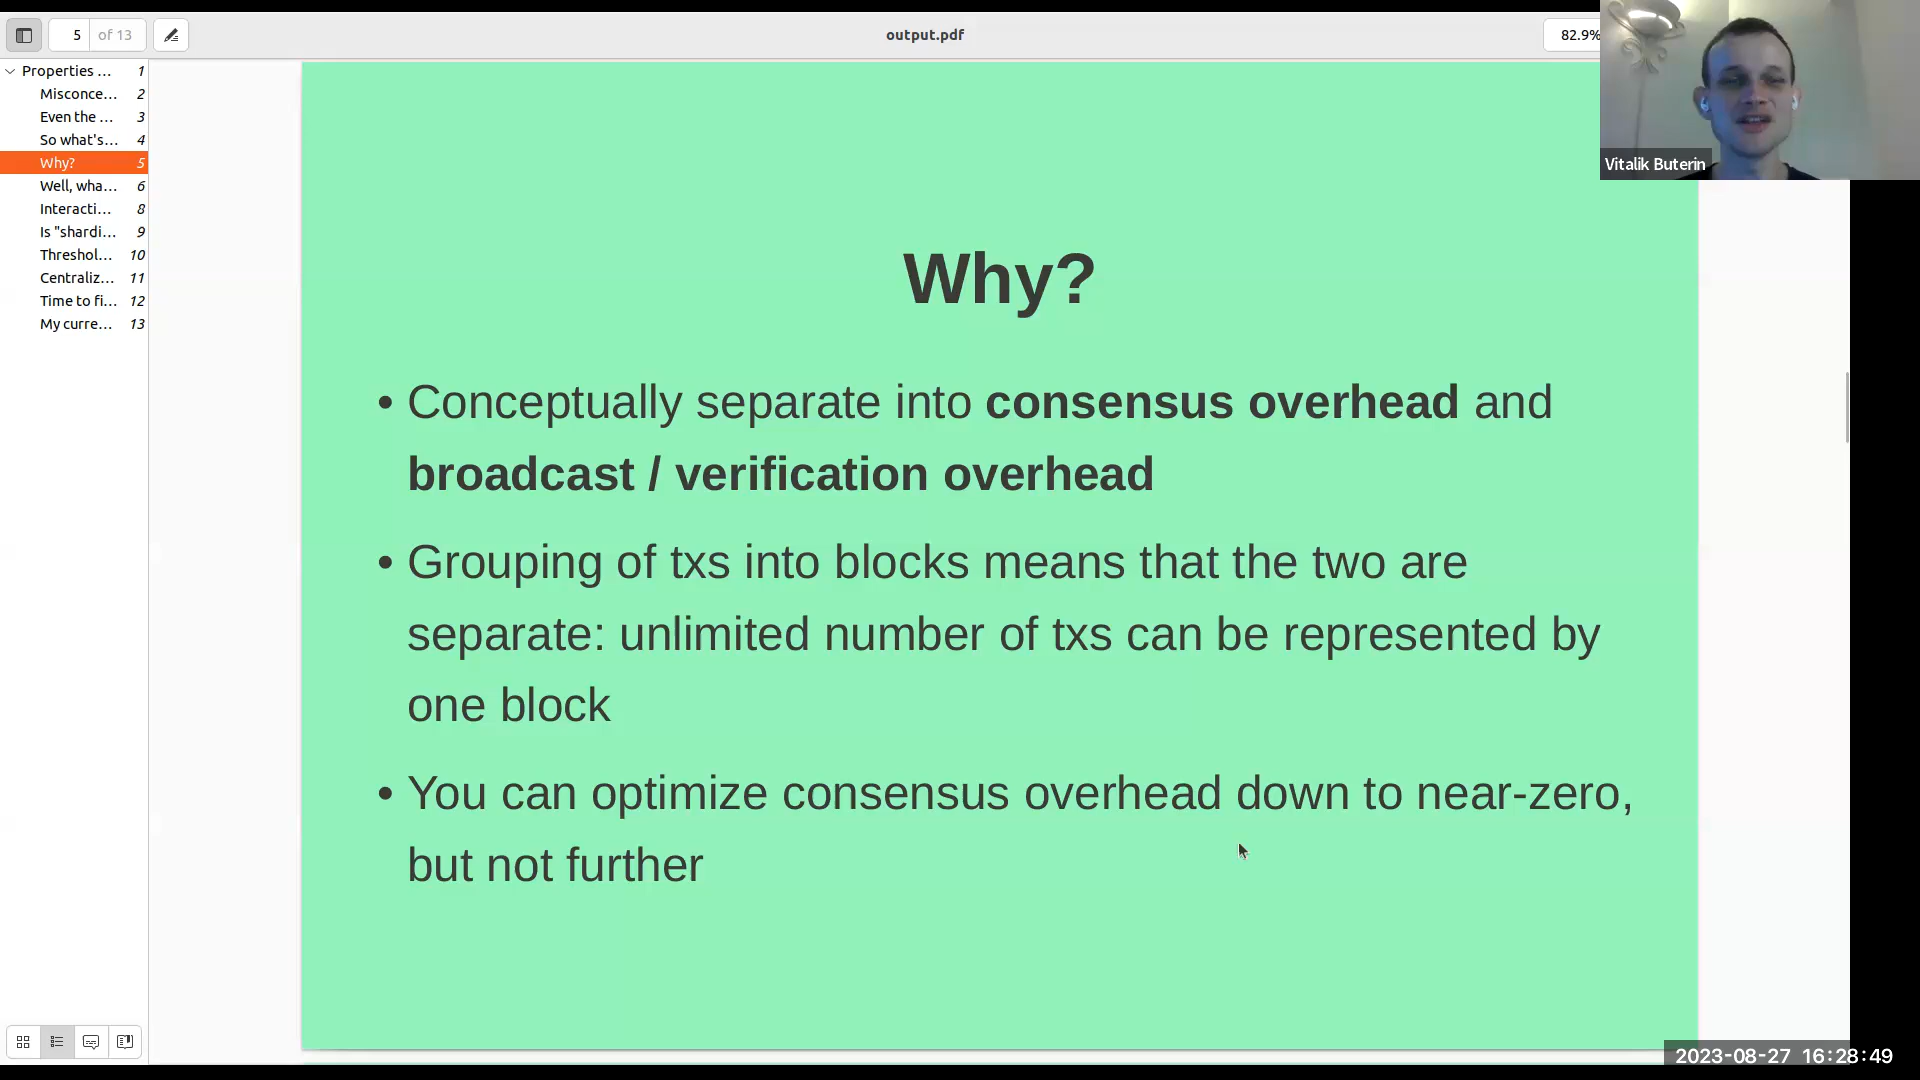 5 of 13
output.pdf
82.9%
Properties ... 1
Misconce... 2
Even the ... 3
So what's... 4
Why? 5
Well, wha... 6
Interacti... 8
Is "shardi... 9
Threshol... 10
Centraliz... 11
Time to fi... 12
My curre... 13
Vitalik Buterin
Why?
• Conceptually separate into consensus overhead and
broadcast / verification overhead
• Grouping of txs into blocks means that the two are
separate: unlimited number of txs can be represented by
one block
• You can optimize consensus overhead down to near-zero,
but not further
2023-08-27 16:28:49